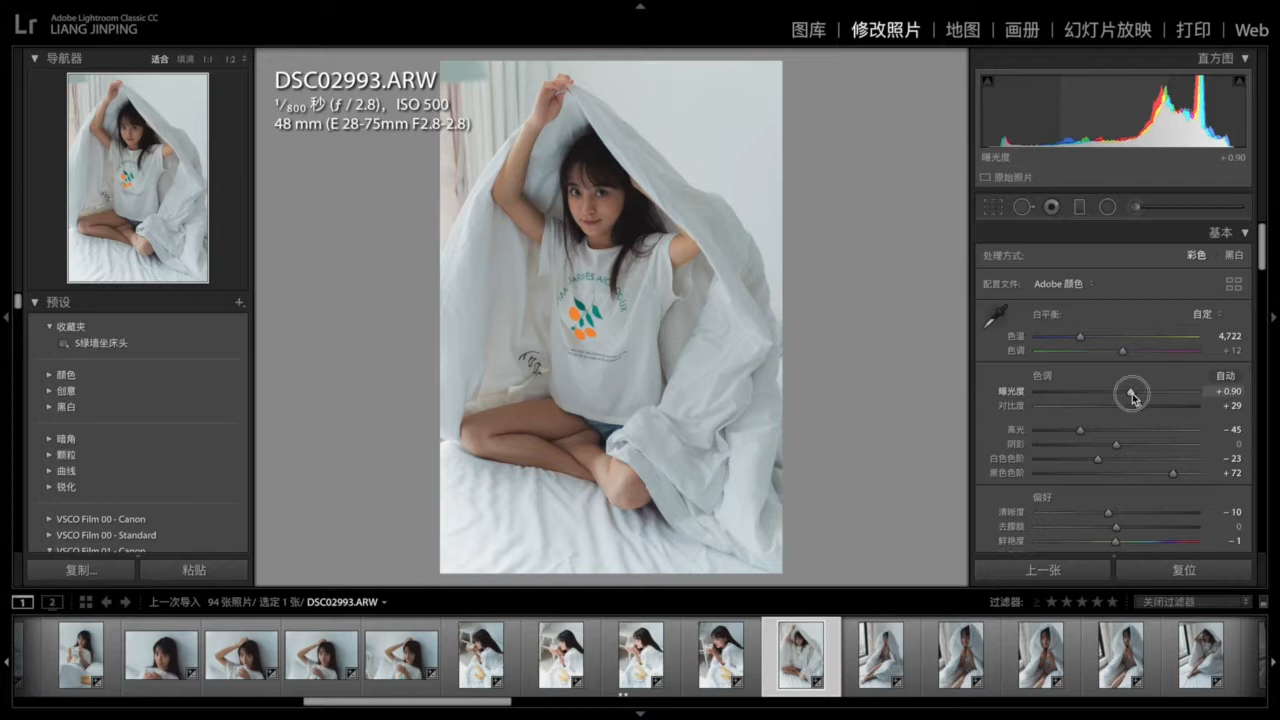 Lr
Adobe Lightroom Classic CC
LIANG JINPING
图库 | 修改照片 | 地图 | 画册 | 幻灯片放映 | 打印 | Web
导航器 适合 填满 1:1 1:2
预设 +
收藏夹
S绿墙坐床头
颜色
创意
黑白
暗角
颗粒
曲线
锐化
VSCO Film 00 - Canon
VSCO Film 00 - Standard
VSCO Film 01 - Canon
复制... 粘贴
DSC02993.ARW
1/800 秒 (ƒ / 2.8), ISO 500
48 mm (E 28-75mm F2.8-2.8)
直方图
曝光度 + 0.90
原始照片
基本
处理方式: 彩色 黑白
配置文件: Adobe 颜色
白平衡: 自定
色温 4,722
色调 + 12
色调 自动
曝光度 + 0.90
对比度 + 29
高光 − 45
阴影 0
白色色阶 − 23
黑色色阶 + 72
偏好
清晰度 − 10
去朦胧 0
鲜艳度 − 1
上一张 复位
1 2 上一次导入 94 张照片/ 选定 1 张/ DSC02993.ARW
过滤器: ≥ ★★★★★ 关闭过滤器